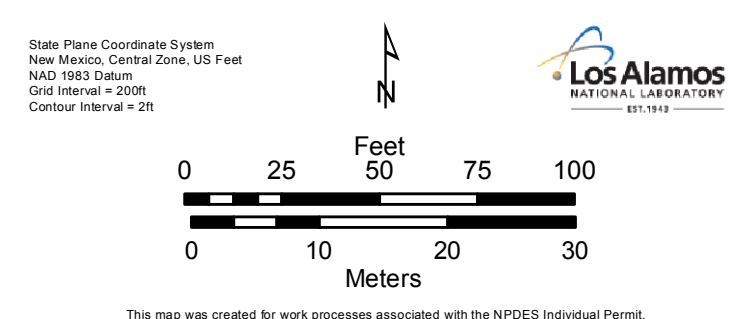 State Plane Coordinate System
New Mexico, Central Zone, US Feet
NAD 1983 Datum
Grid Interval = 200ft
Contour Interval = 2ft
N
Los Alamos
NATIONAL LABORATORY
EST.1943
Feet
0 25 50 75 100
0 10 20 30
Meters
This map was created for work processes associated with the NPDES Individual Permit.